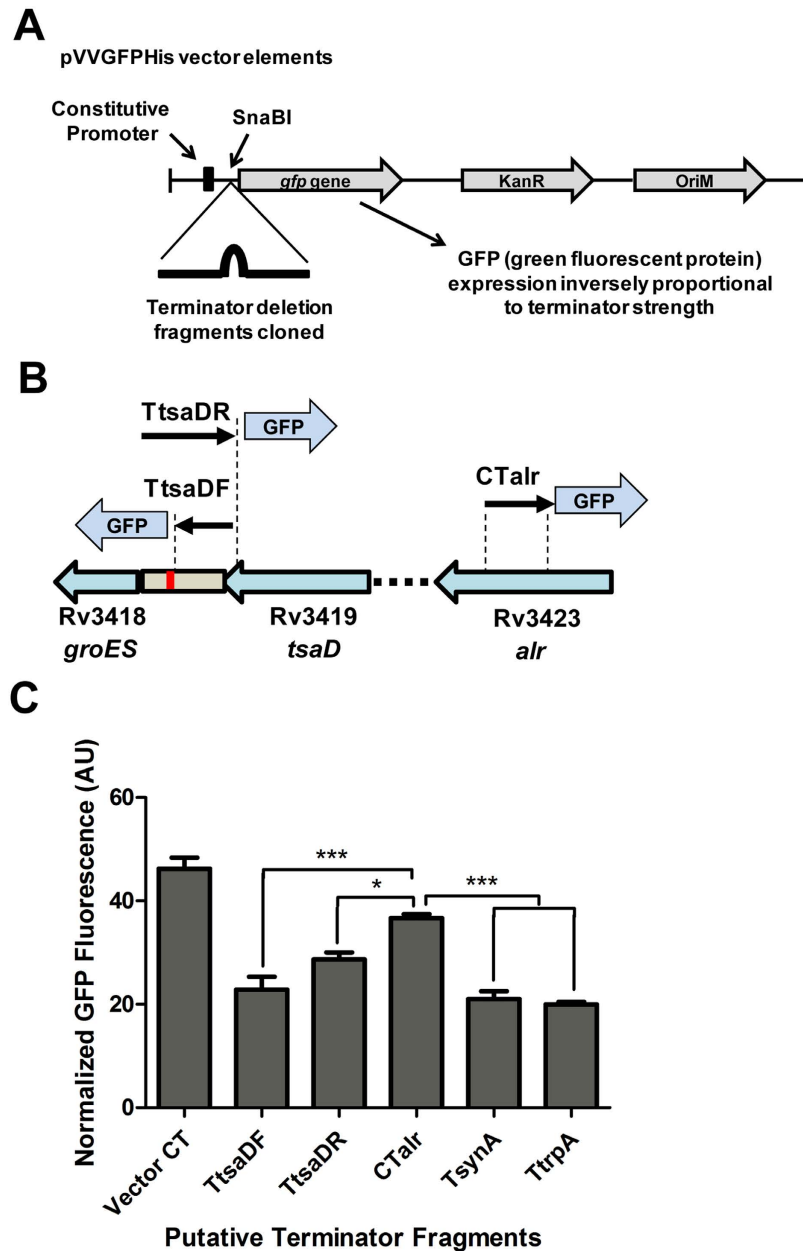 A
pVVGFPHis vector elements
Constitutive
Promoter
SnaBI
gfp gene
KanR
OriM
Terminator deletion
fragments cloned
GFP (green fluorescent protein)
expression inversely proportional
to terminator strength
B
TtsaDR
GFP
TtsaDF
GFP
CTalr
GFP
Rv3418
groES
Rv3419
tsaD
Rv3423
alr
C
Normalized GFP Fluorescence (AU)
60
40
20
0
***
*
***
Vector CT
TtsaDF
TtsaDR
CTalr
TsynA
TtrpA
Putative Terminator Fragments